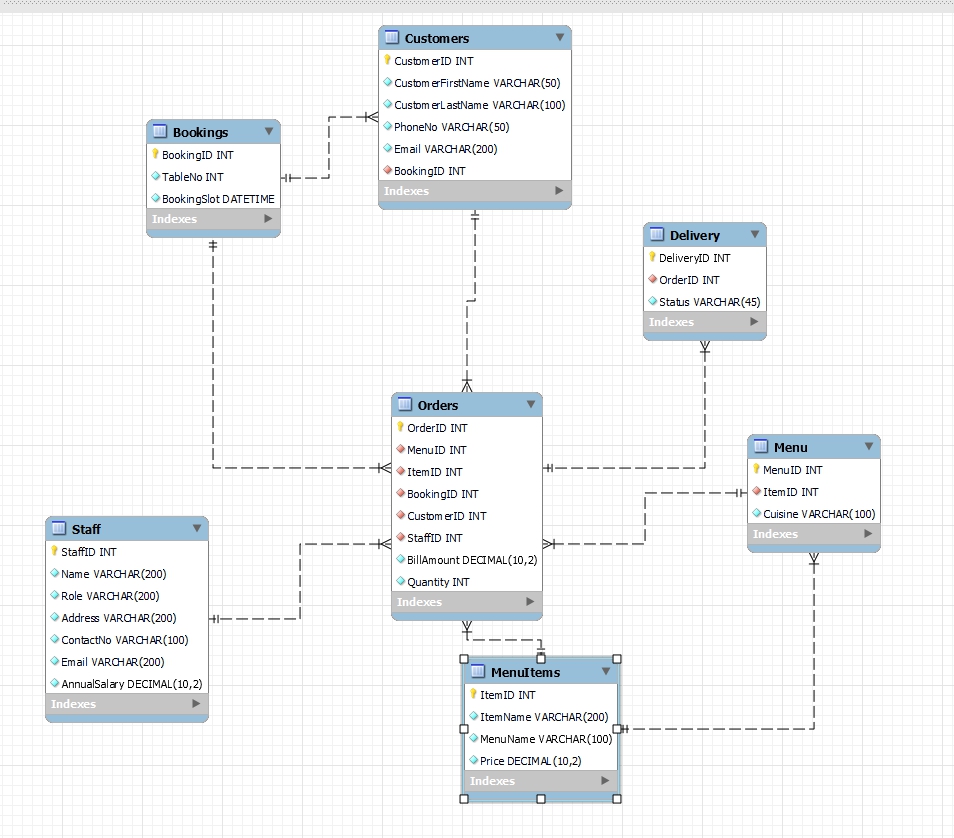 Customers
CustomerID INT
CustomerFirstName VARCHAR(50)
CustomerLastName VARCHAR(100)
PhoneNo VARCHAR(50)
Email VARCHAR(200)
BookingID INT
Indexes
Bookings
BookingID INT
TableNo INT
BookingSlot DATETIME
Indexes
Delivery
DeliveryID INT
OrderID INT
Status VARCHAR(45)
Indexes
Orders
OrderID INT
MenuID INT
ItemID INT
BookingID INT
CustomerID INT
StaffID INT
BillAmount DECIMAL(10,2)
Quantity INT
Indexes
Menu
MenuID INT
ItemID INT
Cuisine VARCHAR(100)
Indexes
Staff
StaffID INT
Name VARCHAR(200)
Role VARCHAR(200)
Address VARCHAR(200)
ContactNo VARCHAR(100)
Email VARCHAR(200)
AnnualSalary DECIMAL(10,2)
Indexes
MenuItems
ItemID INT
ItemName VARCHAR(200)
MenuName VARCHAR(100)
Price DECIMAL(10,2)
Indexes